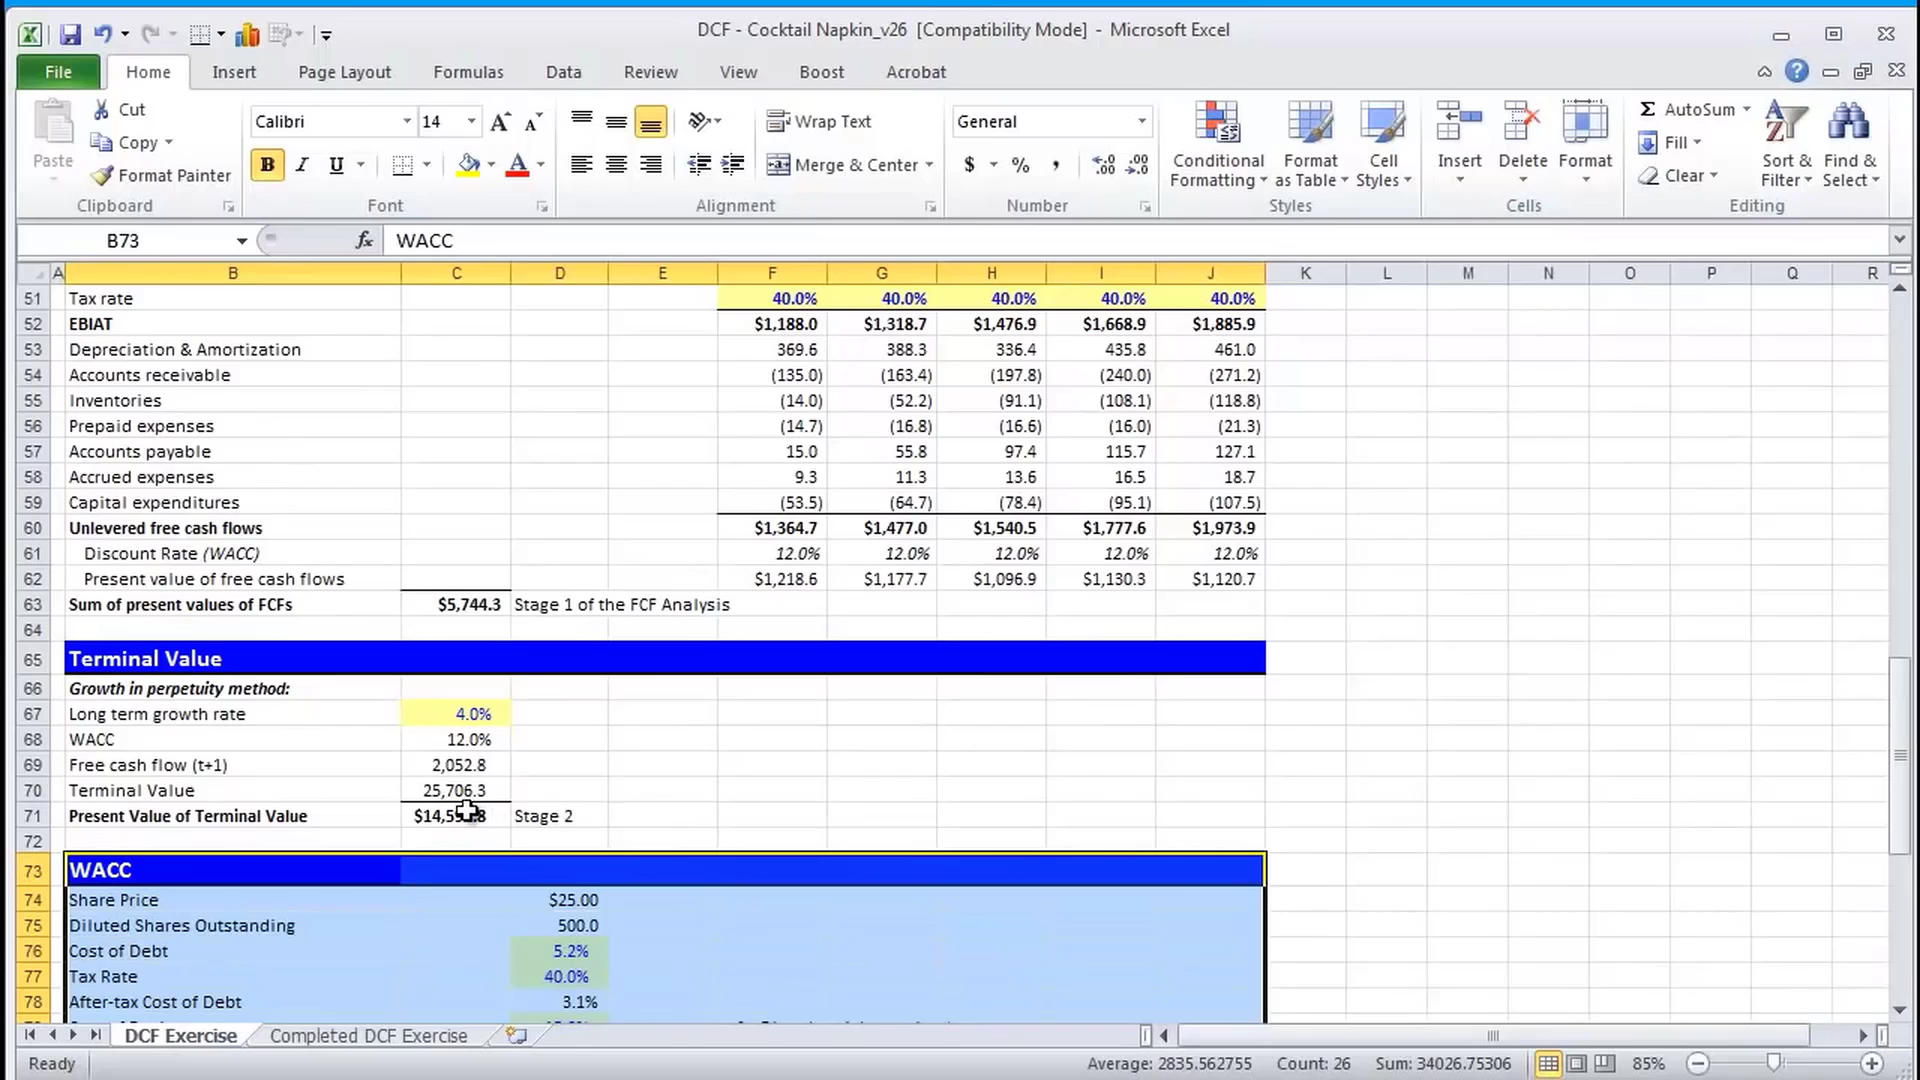 DCF - Cocktail Napkin_v26 [Compatibility Mode] - Microsoft Excel
File Home Insert Page Layout Formulas Data Review View Boost Acrobat
Paste
Cut
Copy
Format Painter
Clipboard
Calibri 14
B I U
Font
Wrap Text
Merge & Center
Alignment
General
$ % ,
Number
Conditional Formatting
Format as Table
Cell Styles
Styles
Insert Delete Format
Cells
Σ AutoSum
Fill
Clear
Sort & Filter
Find & Select
Editing
B73 fx WACC
A B C D E F G H I J K L M N O P Q R
51 Tax rate 40.0% 40.0% 40.0% 40.0% 40.0%
52 EBIAT $1,188.0 $1,318.7 $1,476.9 $1,668.9 $1,885.9
53 Depreciation & Amortization 369.6 388.3 336.4 435.8 461.0
54 Accounts receivable (135.0) (163.4) (197.8) (240.0) (271.2)
55 Inventories (14.0) (52.2) (91.1) (108.1) (118.8)
56 Prepaid expenses (14.7) (16.8) (16.6) (16.0) (21.3)
57 Accounts payable 15.0 55.8 97.4 115.7 127.1
58 Accrued expenses 9.3 11.3 13.6 16.5 18.7
59 Capital expenditures (53.5) (64.7) (78.4) (95.1) (107.5)
60 Unlevered free cash flows $1,364.7 $1,477.0 $1,540.5 $1,777.6 $1,973.9
61 Discount Rate (WACC) 12.0% 12.0% 12.0% 12.0% 12.0%
62 Present value of free cash flows $1,218.6 $1,177.7 $1,096.9 $1,130.3 $1,120.7
63 Sum of present values of FCFs $5,744.3 Stage 1 of the FCF Analysis
64
65 Terminal Value
66 Growth in perpetuity method:
67 Long term growth rate 4.0%
68 WACC 12.0%
69 Free cash flow (t+1) 2,052.8
70 Terminal Value 25,706.3
71 Present Value of Terminal Value Stage 2
72
73 WACC
74 Share Price $25.00
75 Diluted Shares Outstanding 500.0
76 Cost of Debt 5.2%
77 Tax Rate 40.0%
78 After-tax Cost of Debt 3.1%
DCF Exercise Completed DCF Exercise
Ready Average: 2835.562755 Count: 26 Sum: 34026.75306 85%